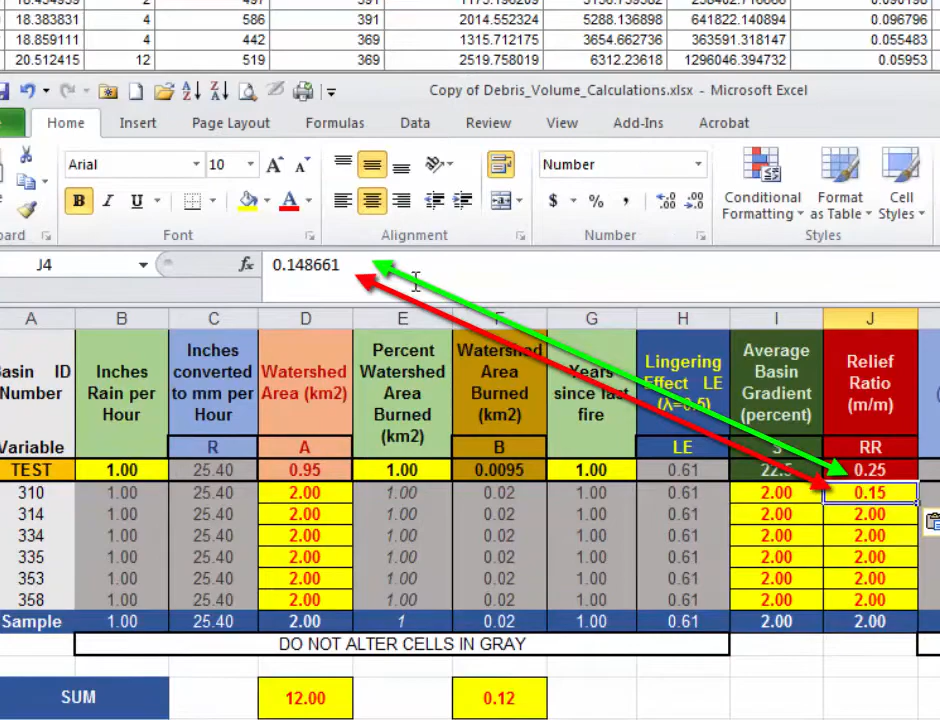 18.383831 4 586 391 2014.552324 5288.136898 641822.140894 0.096796
18.859111 4 442 369 1315.712175 3654.662736 363591.318147 0.055483
20.512415 12 519 369 2519.758019 6312.23618 1296046.394732 0.05953
Copy of Debris_Volume_Calculations.xlsx - Microsoft Excel
Home Insert Page Layout Formulas Data Review View Add-Ins Acrobat
Arial 10 Number
B I U A $ % , Conditional Formatting Format as Table Cell Styles
Font Alignment Number Styles
J4 fx 0.148661
A B C D E F G H I J
Basin ID Number
Inches Rain per Hour
Inches converted to mm per Hour
Watershed Area (km2)
Percent Watershed Area Burned (km2)
Watershed Area Burned (km2)
Years since last fire
Lingering Effect LE (λ=0.5)
Average Basin Gradient (percent)
Relief Ratio (m/m)
Variable R A B LE S RR
TEST 1.00 25.40 0.95 1.00 0.0095 1.00 0.61 22.5 0.25
310 1.00 25.40 2.00 1.00 0.02 1.00 0.61 2.00 0.15
314 1.00 25.40 2.00 1.00 0.02 1.00 0.61 2.00 2.00
334 1.00 25.40 2.00 1.00 0.02 1.00 0.61 2.00 2.00
335 1.00 25.40 2.00 1.00 0.02 1.00 0.61 2.00 2.00
353 1.00 25.40 2.00 1.00 0.02 1.00 0.61 2.00 2.00
358 1.00 25.40 2.00 1.00 0.02 1.00 0.61 2.00 2.00
Sample 1.00 25.40 2.00 1 0.02 1.00 0.61 2.00 2.00
DO NOT ALTER CELLS IN GRAY
SUM 12.00 0.12